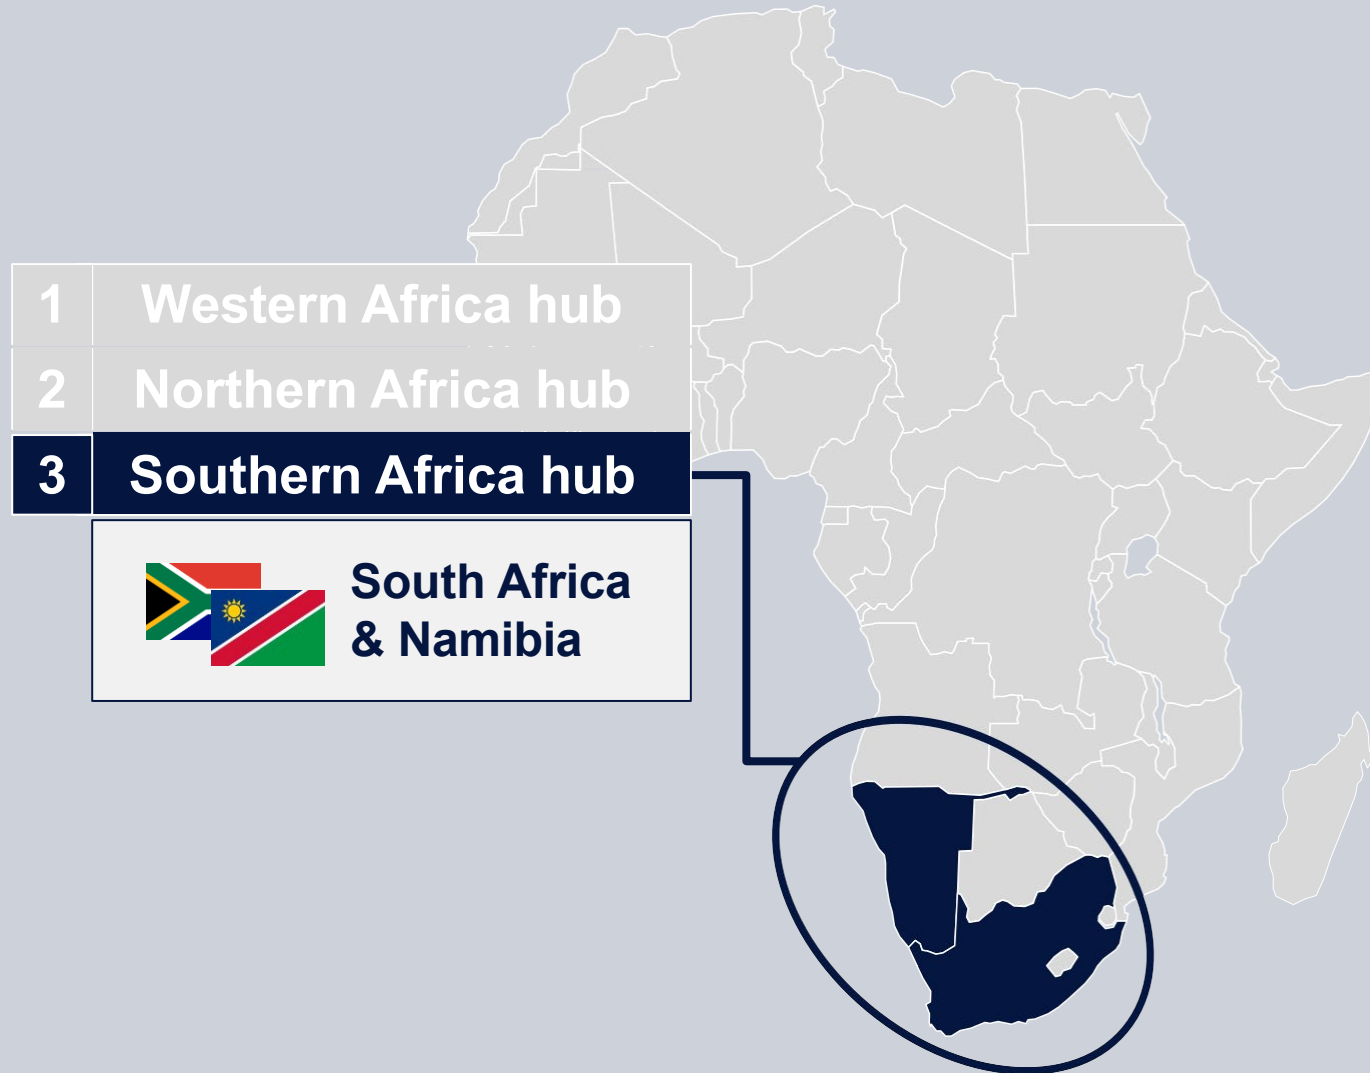 1 Western Africa hub
2 Northern Africa hub
3 Southern Africa hub
South Africa
& Namibia